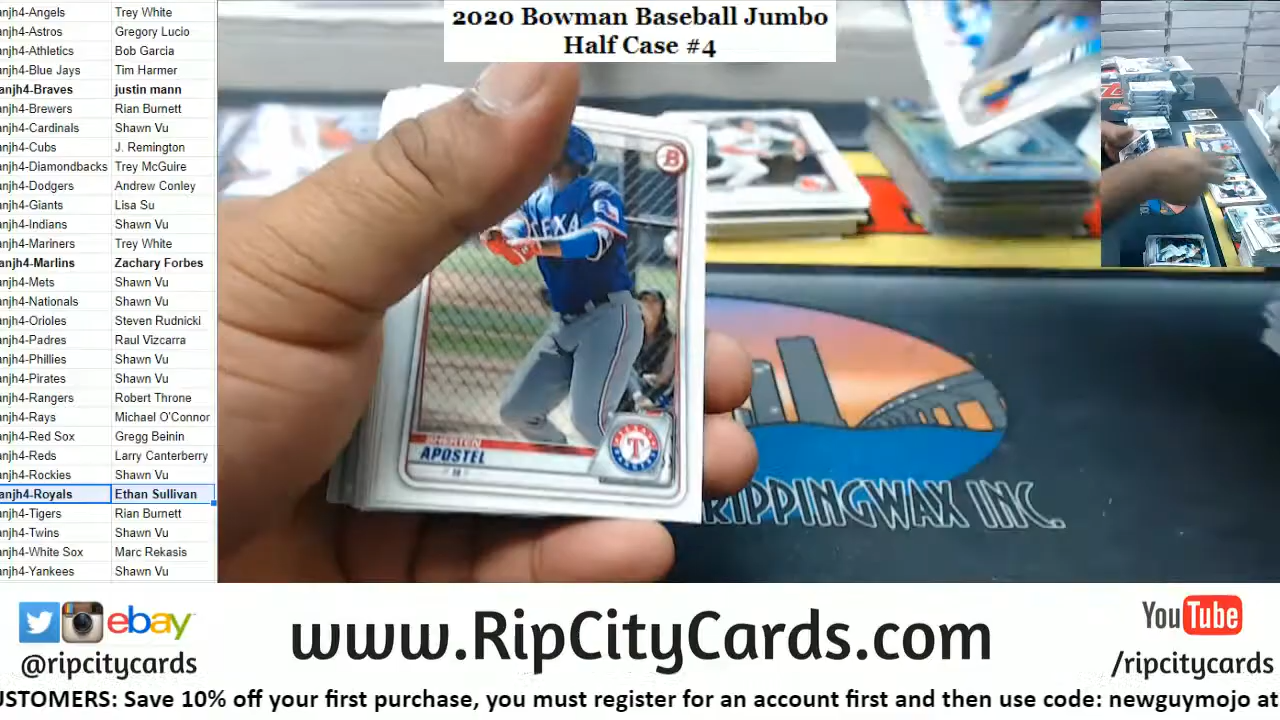 2020 Bowman Baseball Jumbo
Half Case #4
anjh4-Angels Trey White
anjh4-Astros Gregory Lucio
anjh4-Athletics Bob Garcia
anjh4-Blue Jays Tim Harmer
anjh4-Braves justin mann
anjh4-Brewers Rian Burnett
anjh4-Cardinals Shawn Vu
anjh4-Cubs J. Remington
anjh4-Diamondbacks Trey McGuire
anjh4-Dodgers Andrew Conley
anjh4-Giants Lisa Su
anjh4-Indians Shawn Vu
anjh4-Mariners Trey White
anjh4-Marlins Zachary Forbes
anjh4-Mets Shawn Vu
anjh4-Nationals Shawn Vu
anjh4-Orioles Steven Rudnicki
anjh4-Padres Raul Vizcarra
anjh4-Phillies Shawn Vu
anjh4-Pirates Shawn Vu
anjh4-Rangers Robert Throne
anjh4-Rays Michael O'Connor
anjh4-Red Sox Gregg Beinin
anjh4-Reds Larry Canterberry
anjh4-Rockies Shawn Vu
anjh4-Royals Ethan Sullivan
anjh4-Tigers Rian Burnett
anjh4-Twins Shawn Vu
anjh4-White Sox Marc Rekasis
anjh4-Yankees Shawn Vu
B
TEXA
SHERTEN
APOSTEL
T
RIPPINGWAX INC.
ebay
@ripcitycards
www.RipCityCards.com
YouTube
/ripcitycards
USTOMERS: Save 10% off your first purchase, you must register for an account first and then use code: newguymojo at